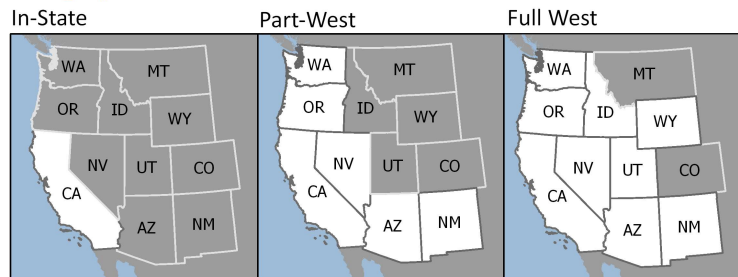 In-State
WA
MT
OR
ID
WY
NV
UT
CO
CA
AZ
NM
Part-West
WA
MT
OR
ID
WY
NV
UT
CO
CA
AZ
NM
Full West
WA
MT
OR
ID
WY
NV
UT
CO
CA
AZ
NM